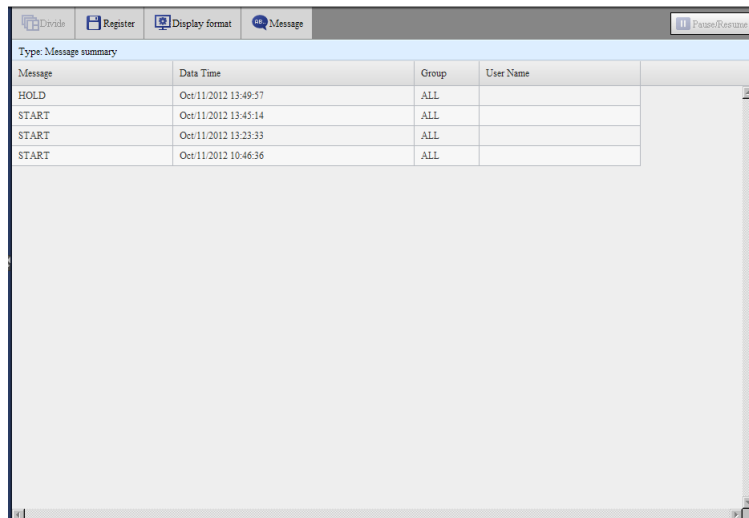 Divide Register Display format Message Pause/Resume
Type: Message summary
Message Data Time Group User Name
HOLD Oct/11/2012 13:49:57 ALL
START Oct/11/2012 13:45:14 ALL
START Oct/11/2012 13:23:33 ALL
START Oct/11/2012 10:46:36 ALL